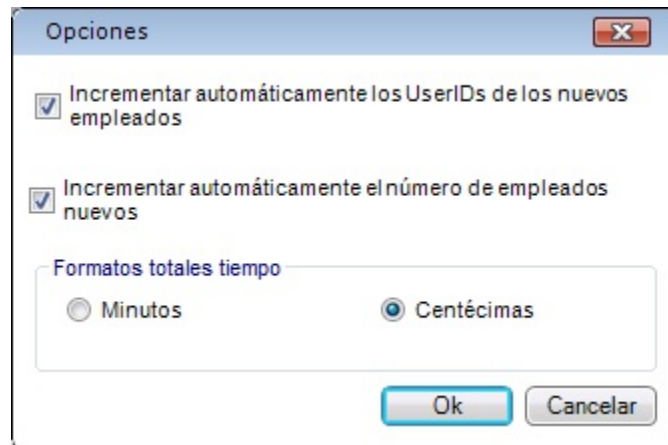 Opciones
Incrementar automáticamente los UserIDs de los nuevos
empleados
Incrementar automáticamente el número de empleados
nuevos
Formatos totales tiempo
Minutos Centécimas
Ok Cancelar